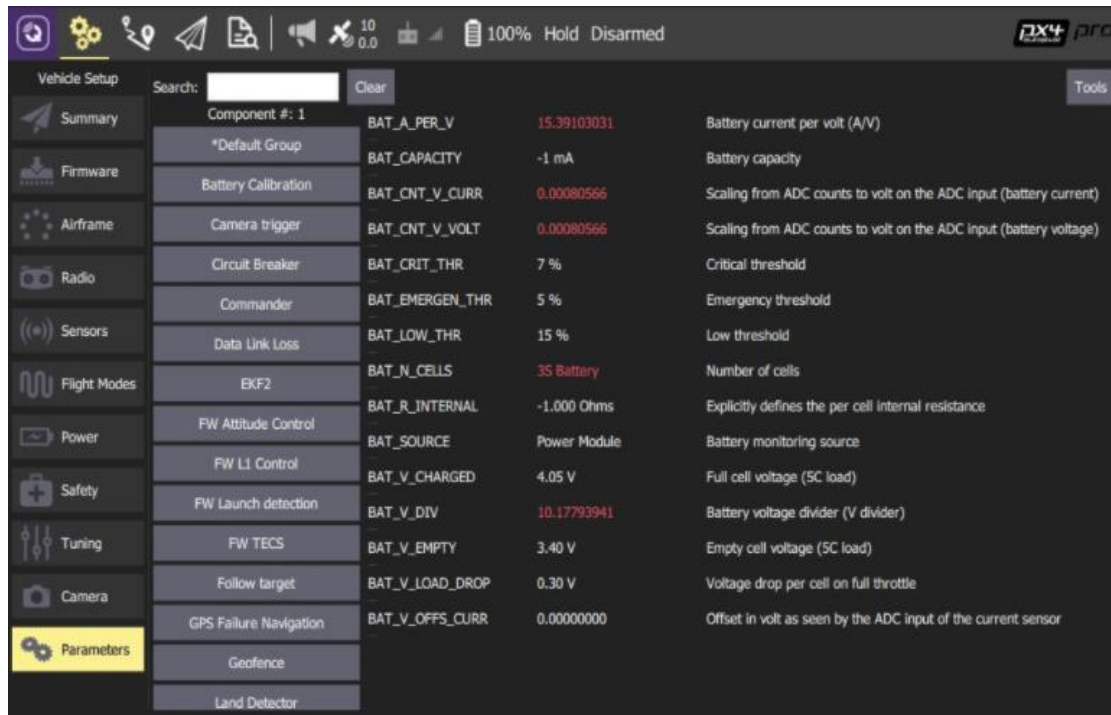 10
0.0
100% Hold Disarmed
px4 pro
Vehicle Setup
Search:
Clear
Tools
Summary
Firmware
Airframe
Radio
Sensors
Flight Modes
Power
Safety
Tuning
Camera
Parameters
Component #: 1
*Default Group
Battery Calibration
Camera trigger
Circuit Breaker
Commander
Data Link Loss
EKF2
FW Attitude Control
FW L1 Control
FW Launch detection
FW TECS
Follow target
GPS Failure Navigation
Geofence
Land Detector
BAT_A_PER_V 15.39103031 Battery current per volt (A/V)
BAT_CAPACITY -1 mA Battery capacity
BAT_CNT_V_CURR 0.00080566 Scaling from ADC counts to volt on the ADC input (battery current)
BAT_CNT_V_VOLT 0.00080566 Scaling from ADC counts to volt on the ADC input (battery voltage)
BAT_CRIT_THR 7 % Critical threshold
BAT_EMERGEN_THR 5 % Emergency threshold
BAT_LOW_THR 15 % Low threshold
BAT_N_CELLS 3S Battery Number of cells
BAT_R_INTERNAL -1.000 Ohms Explicitly defines the per cell internal resistance
BAT_SOURCE Power Module Battery monitoring source
BAT_V_CHARGED 4.05 V Full cell voltage (5C load)
BAT_V_DIV 10.17793941 Battery voltage divider (V divider)
BAT_V_EMPTY 3.40 V Empty cell voltage (5C load)
BAT_V_LOAD_DROP 0.30 V Voltage drop per cell on full throttle
BAT_V_OFFS_CURR 0.00000000 Offset in volt as seen by the ADC input of the current sensor